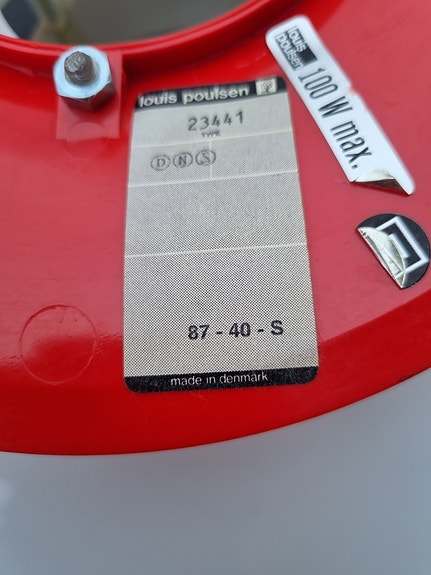 louis poulsen
23441
TYPE
D N S
87 - 40 - S
made in denmark
louis
poulsen
100 W max.